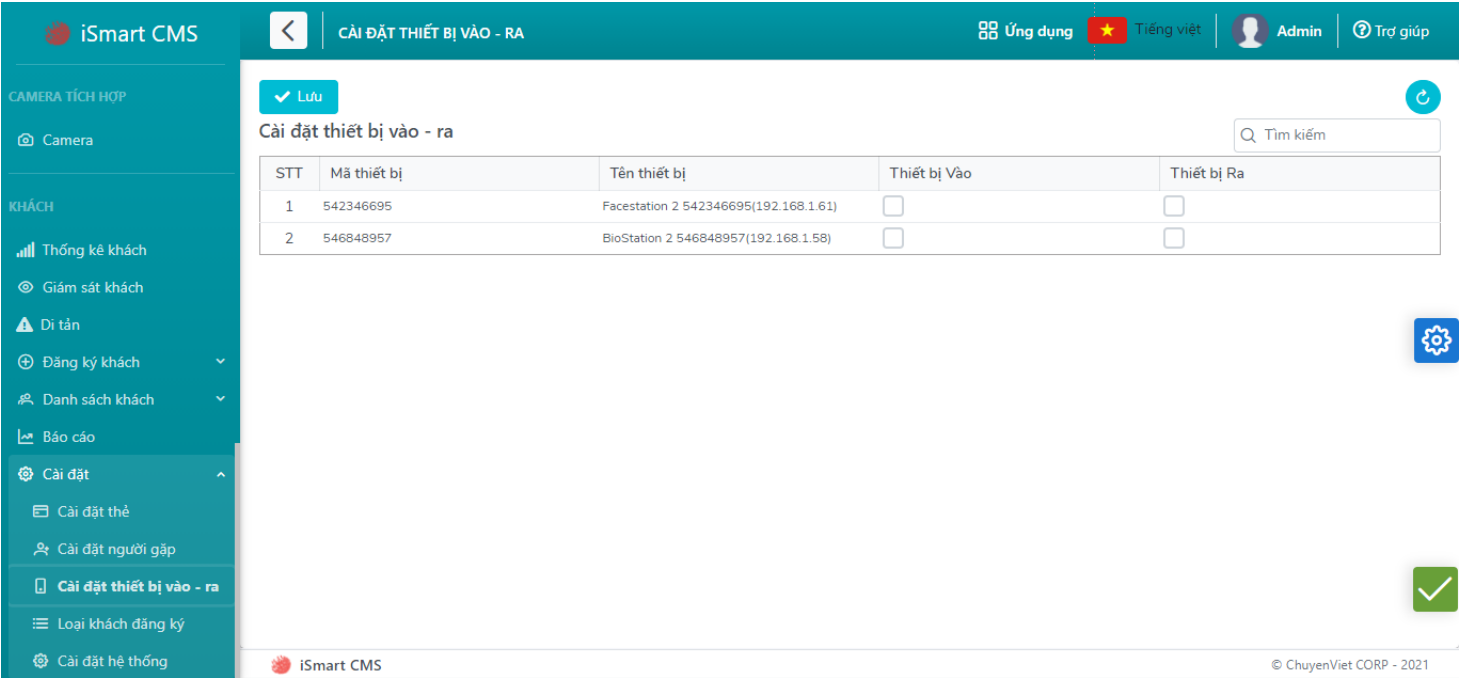 iSmart CMS
CÀI ĐẶT THIẾT BỊ VÀO - RA
Ứng dụng
Tiếng việt
Admin
Trợ giúp
CAMERA TÍCH HỢP
Camera
KHÁCH
Thống kê khách
Giám sát khách
Di tản
Đăng ký khách
Danh sách khách
Báo cáo
Cài đặt
Cài đặt thẻ
Cài đặt người gặp
Cài đặt thiết bị vào - ra
Loại khách đăng ký
Cài đặt hệ thống
Lưu
Cài đặt thiết bị vào - ra
Tìm kiếm
STT Mã thiết bị Tên thiết bị Thiết bị Vào Thiết bị Ra
1 542346695 Facestation 2 542346695(192.168.1.61)
2 546848957 BioStation 2 546848957(192.168.1.58)
iSmart CMS
© ChuyenViet CORP - 2021